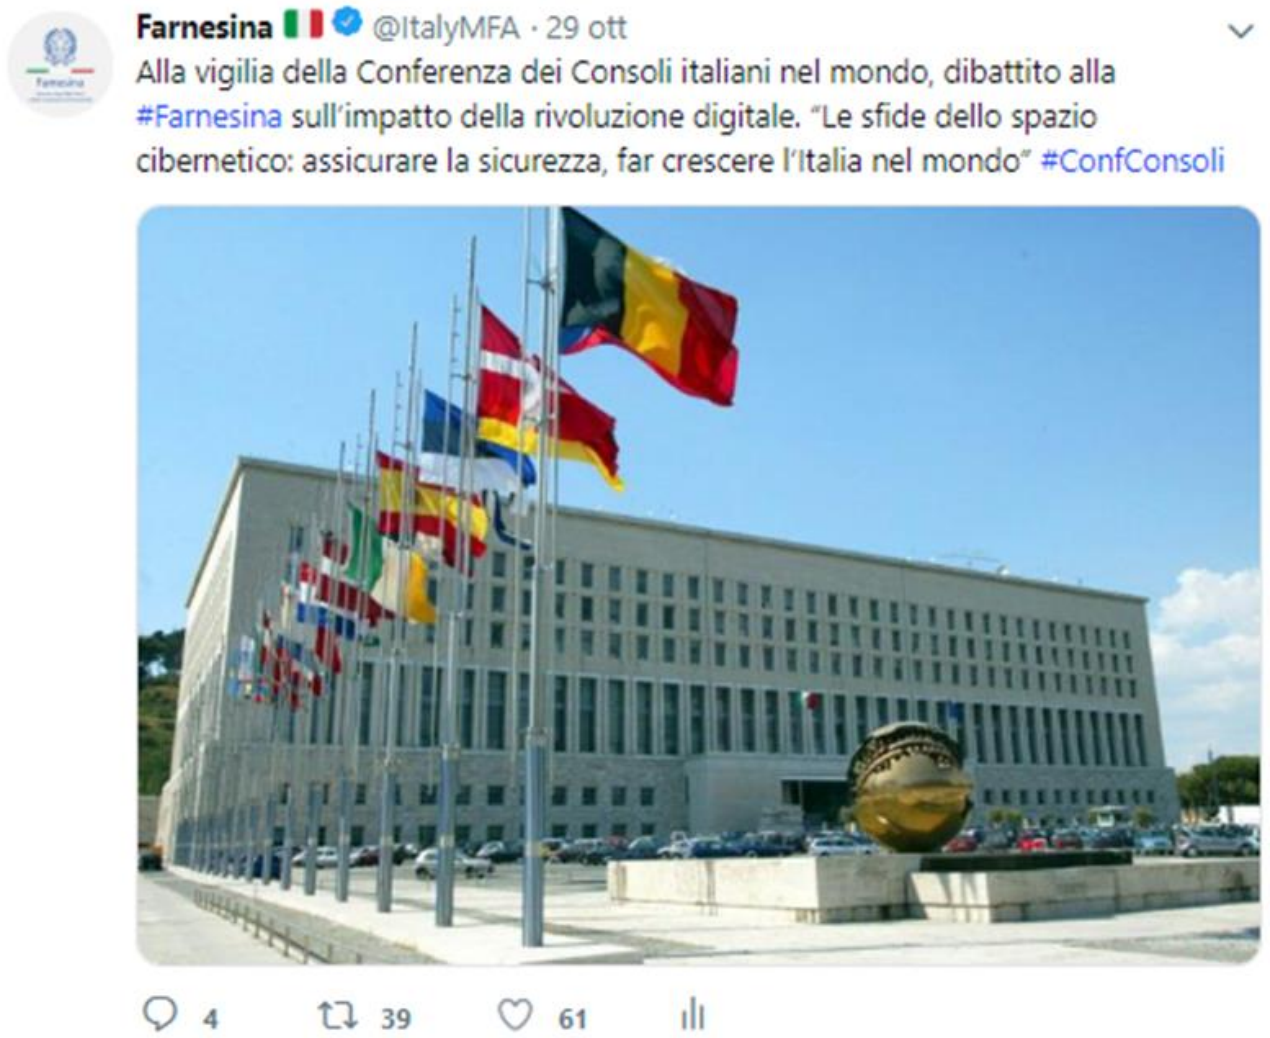 Farnesina @ItalyMFA · 29 ott
Alla vigilia della Conferenza dei Consoli italiani nel mondo, dibattito alla
#Farnesina sull'impatto della rivoluzione digitale. “Le sfide dello spazio
cibernetico: assicurare la sicurezza, far crescere l'Italia nel mondo” #ConfConsoli
Farnesina
4 39 61